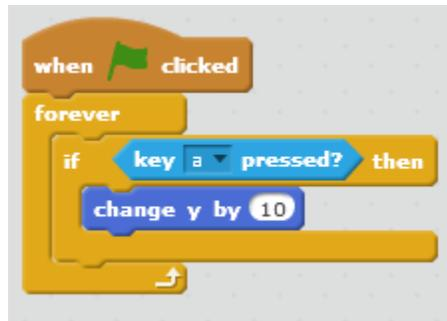 when clicked
forever
if key a pressed? then
change y by 10